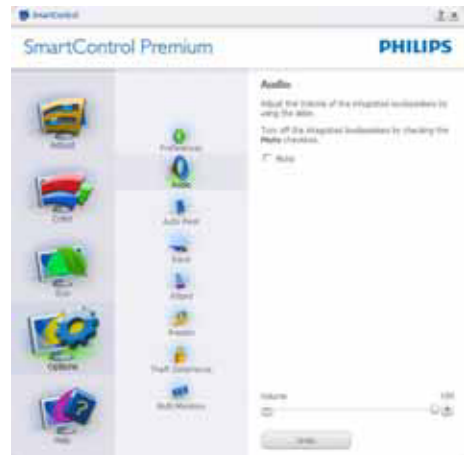 SmartControl
SmartControl Premium
PHILIPS
Adjust
Color
Eco
Options
Help
Preferences
Audio
Auto Pivot
Theft Deterrence
Audio
Adjust the Volume of the integrated loudspeakers by
using the slider.
Turn off the integrated loudspeakers by checking the
Mute checkbox.
Mute
Volume
100